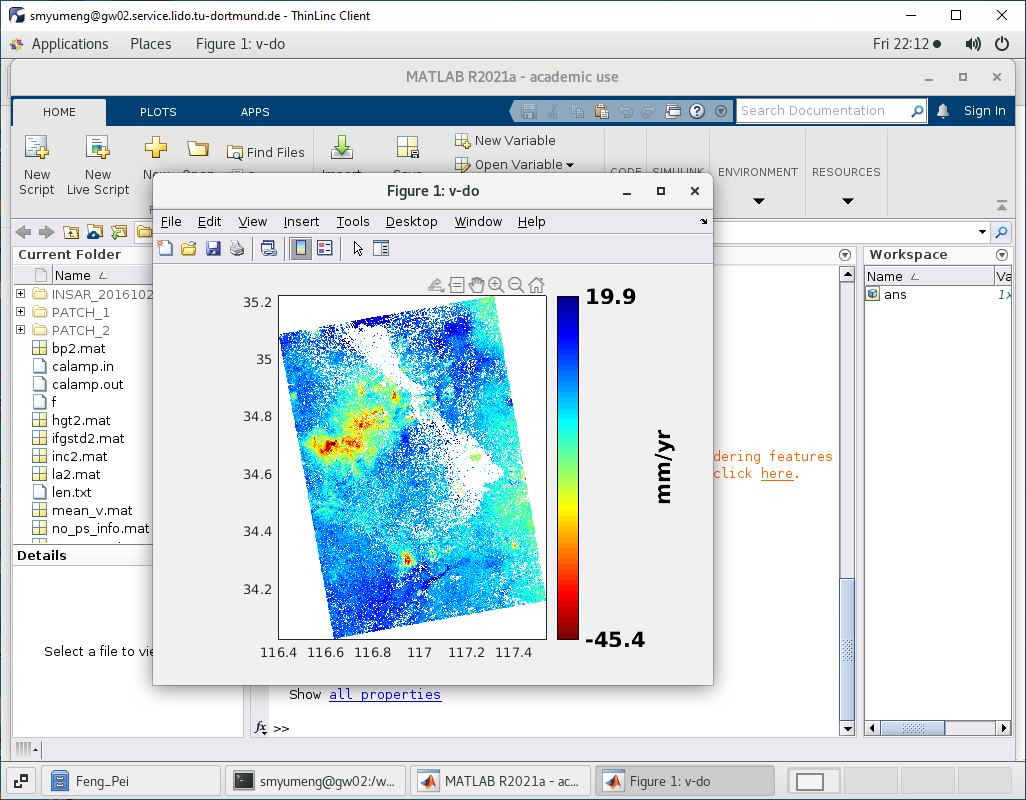 smyumeng@gw02.service.lido.tu-dortmund.de - ThinLinc Client
Applications Places Figure 1: v-do Fri 22:12
MATLAB R2021a - academic use
HOME PLOTS APPS Search Documentation Sign In
New Script
New Live Script
New
Open
Find Files
Import
New Variable
Open Variable
Save
CODE SIMULINK ENVIRONMENT RESOURCES
Current Folder
Name
INSAR_2016102
PATCH_1
PATCH_2
bp2.mat
calamp.in
calamp.out
f
hgt2.mat
ifgstd2.mat
inc2.mat
la2.mat
len.txt
mean_v.mat
no_ps_info.mat
Details
Select a file to vie
Figure 1: v-do
File Edit View Insert Tools Desktop Window Help
35.2
35
34.8
34.6
34.4
34.2
116.4 116.6 116.8 117 117.2 117.4
19.9
mm/yr
-45.4
dering features
click here.
Show all properties
fx >>
Workspace
Name Va
ans 1x
Feng_Pei smyumeng@gw02:/w... MATLAB R2021a - ac... Figure 1: v-do